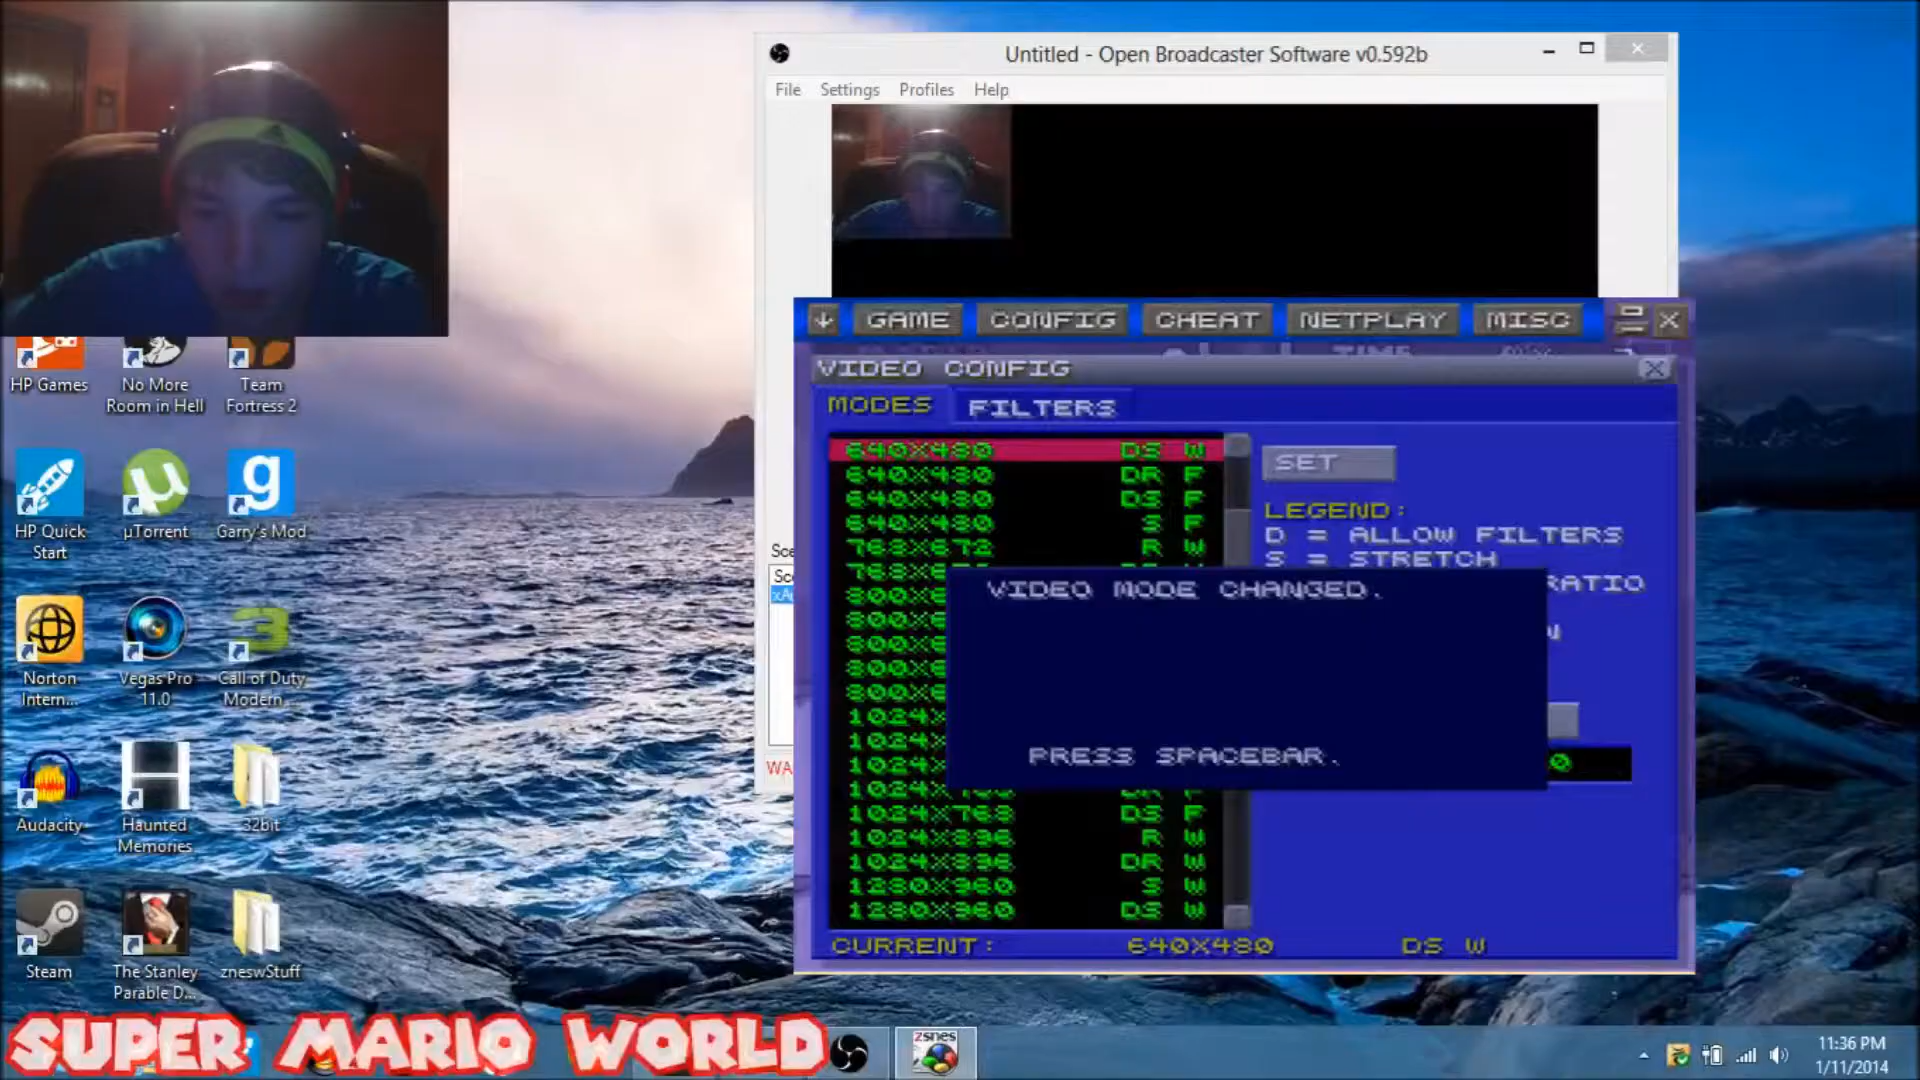 Untitled - Open Broadcaster Software v0.592b
File Settings Profiles Help
GAME CONFIG CHEAT NETPLAY MISC
VIDEO CONFIG
MODES FILTERS
640X480 DS W
640X480 DR F
640X480 DS F
640X480 S F
768X672 R W
SET
LEGEND:
D = ALLOW FILTERS
S = STRETCH
RATIO
VIDEO MODE CHANGED.
PRESS SPACEBAR.
1024X768 DS F
1024X896 R W
1024X896 DR W
1280X960 S W
1280X960 DS W
CURRENT: 640X480 DS W
HP Games
No More
Room in Hell
Team
Fortress 2
HP Quick
Start
µTorrent
Garry's Mod
Norton
Intern...
Vegas Pro
11.0
Call of Duty
Modern ...
Audacity
Haunted
Memories
32bit
Steam
The Stanley
Parable D...
zneswStuff
SUPER MARIO WORLD
zsnes
11:36 PM
1/11/2014